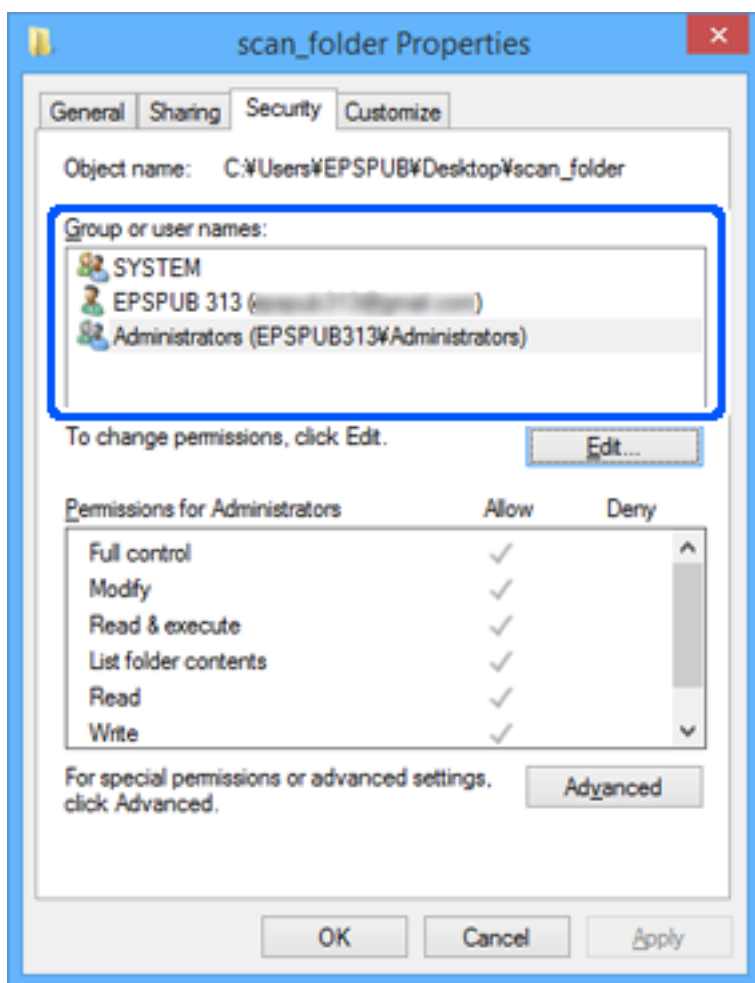 scan_folder Properties
General Sharing Security Customize
Object name: C:¥Users¥EPSPUB¥Desktop¥scan_folder
Group or user names:
SYSTEM
EPSPUB 313 ( )
Administrators (EPSPUB313¥Administrators)
To change permissions, click Edit.
Edit...
Permissions for Administrators Allow Deny
Full control
Modify
Read & execute
List folder contents
Read
Write
For special permissions or advanced settings,
click Advanced.
Advanced
OK Cancel Apply